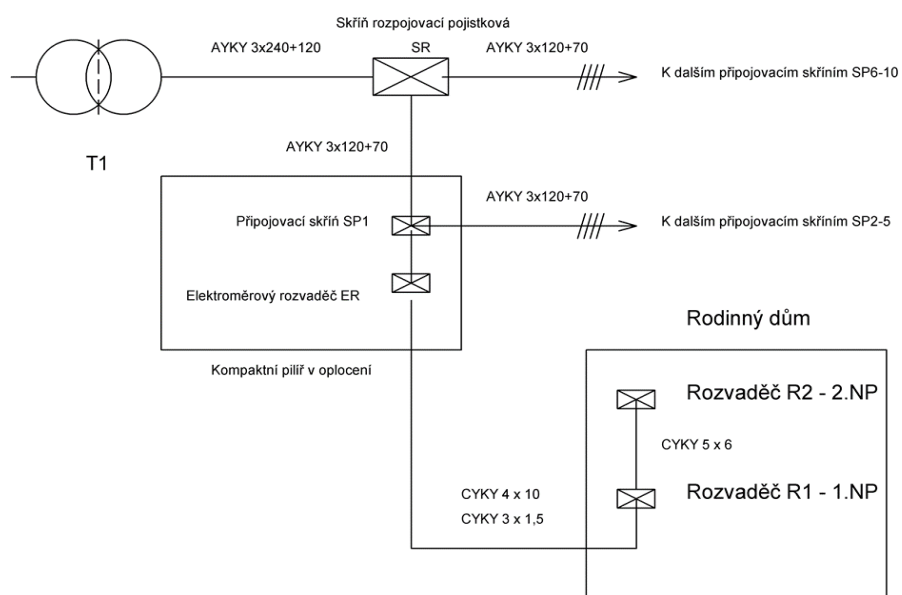 Skříň rozpojovací pojistková
AYKY 3x240+120
SR
AYKY 3x120+70
K dalším připojovacím skříním SP6-10
T1
AYKY 3x120+70
AYKY 3x120+70
Připojovací skříň SP1
K dalším připojovacím skříním SP2-5
Elektroměrový rozvaděč ER
Rodinný dům
Kompaktní pilíř v oplocení
Rozvaděč R2 - 2.NP
CYKY 5 x 6
Rozvaděč R1 - 1.NP
CYKY 4 x 10
CYKY 3 x 1,5